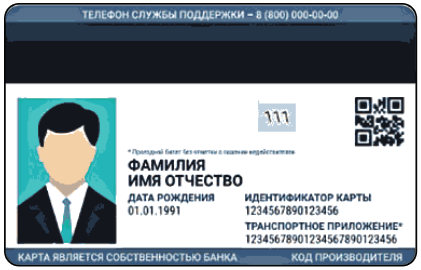 ТЕЛЕФОН СЛУЖБЫ ПОДДЕРЖКИ – 8 (800) 000-00-00
111
* Проездной билет без отметки о гашении недействителен
ФАМИЛИЯ
ИМЯ ОТЧЕСТВО
ДАТА РОЖДЕНИЯ
01.01.1991
ИДЕНТИФИКАТОР КАРТЫ
1234567890123456
ТРАНСПОРТНОЕ ПРИЛОЖЕНИЕ*
12345678901234567890123456
КАРТА ЯВЛЯЕТСЯ СОБСТВЕННОСТЬЮ БАНКА
КОД ПРОИЗВОДИТЕЛЯ